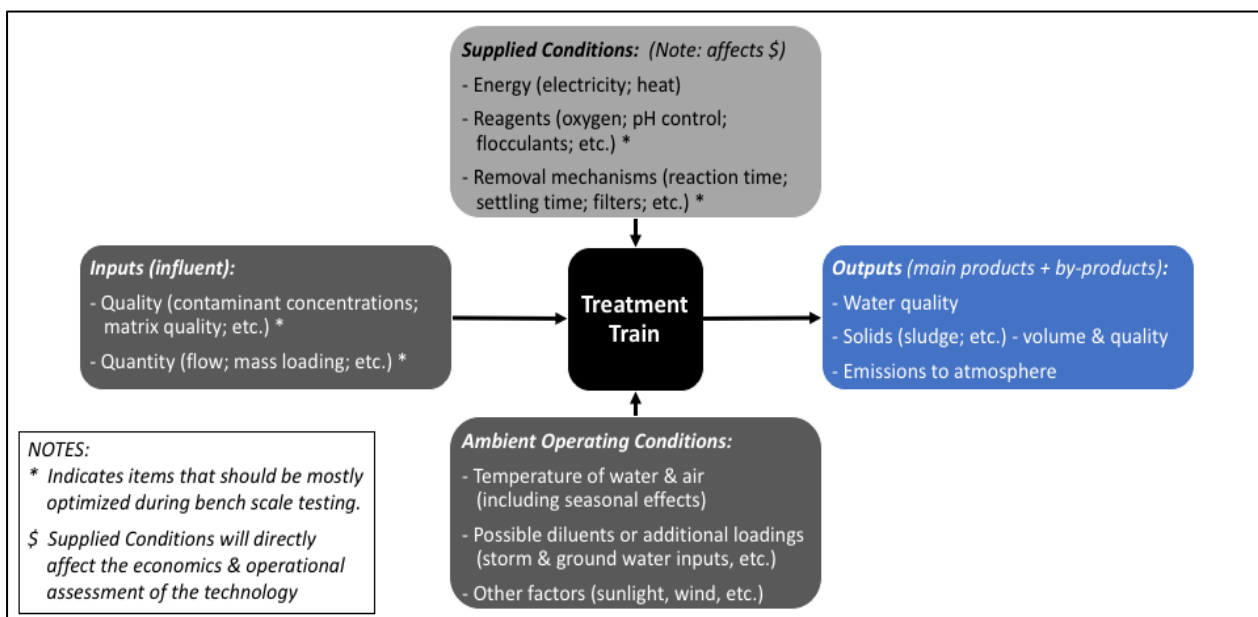 Supplied Conditions: (Note: affects $)
- Energy (electricity; heat)
- Reagents (oxygen; pH control;
flocculants; etc.) *
- Removal mechanisms (reaction time;
settling time; filters; etc.) *
Inputs (influent):
- Quality (contaminant concentrations;
matrix quality; etc.) *
- Quantity (flow; mass loading; etc.) *
Treatment
Train
Outputs (main products + by-products):
- Water quality
- Solids (sludge; etc.) - volume & quality
- Emissions to atmosphere
Ambient Operating Conditions:
- Temperature of water & air
(including seasonal effects)
- Possible diluents or additional loadings
(storm & ground water inputs, etc.)
- Other factors (sunlight, wind, etc.)
NOTES:
* Indicates items that should be mostly
optimized during bench scale testing.
$ Supplied Conditions will directly
affect the economics & operational
assessment of the technology